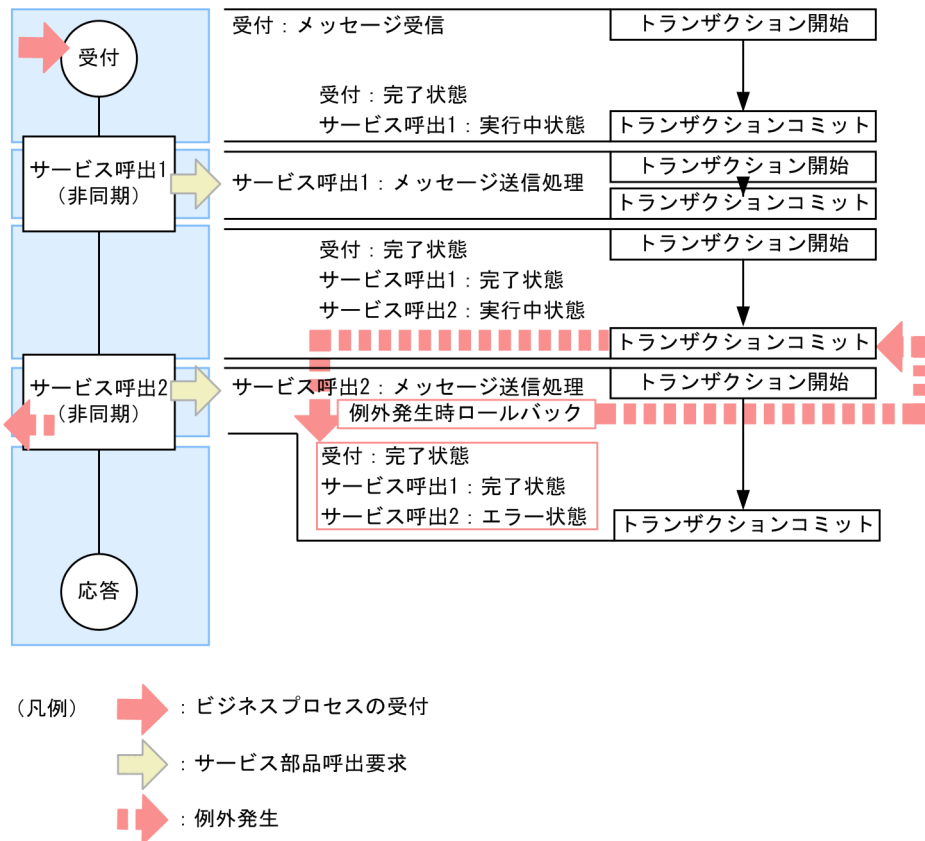 受付
受付：メッセージ受信
トランザクション開始
受付：完了状態
サービス呼出1：実行中状態
トランザクションコミット
サービス呼出1
（非同期）
サービス呼出1：メッセージ送信処理
トランザクション開始
トランザクションコミット
受付：完了状態
サービス呼出1：完了状態
サービス呼出2：実行中状態
トランザクション開始
トランザクションコミット
サービス呼出2
（非同期）
サービス呼出2：メッセージ送信処理
トランザクション開始
例外発生時ロールバック
受付：完了状態
サービス呼出1：完了状態
サービス呼出2：エラー状態
トランザクションコミット
応答
（凡例）
：ビジネスプロセスの受付
：サービス部品呼出要求
：例外発生